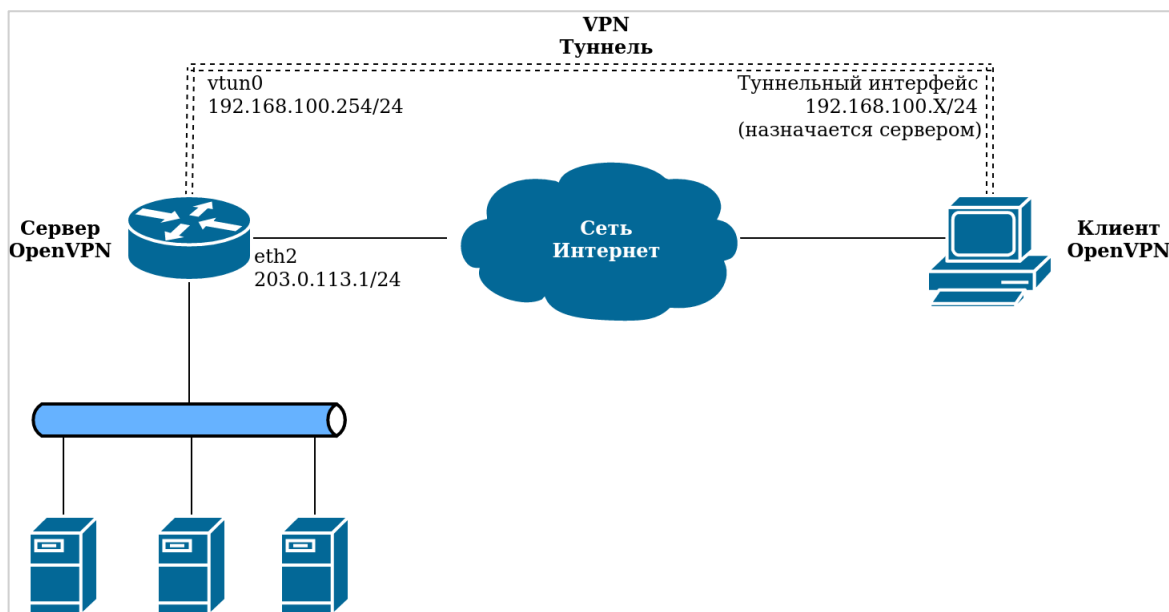 VPN
Туннель
vtun0
192.168.100.254/24
Туннельный интерфейс
192.168.100.X/24
(назначается сервером)
Сервер
OpenVPN
eth2
203.0.113.1/24
Сеть
Интернет
Клиент
OpenVPN